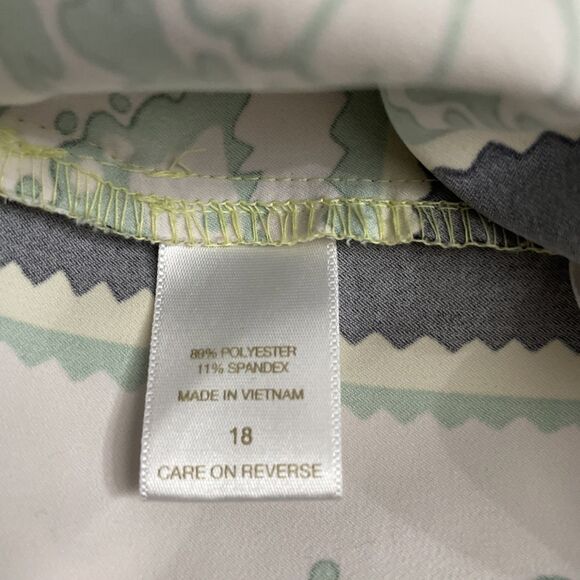 89% POLYESTER
11% SPANDEX
MADE IN VIETNAM
18
CARE ON REVERSE